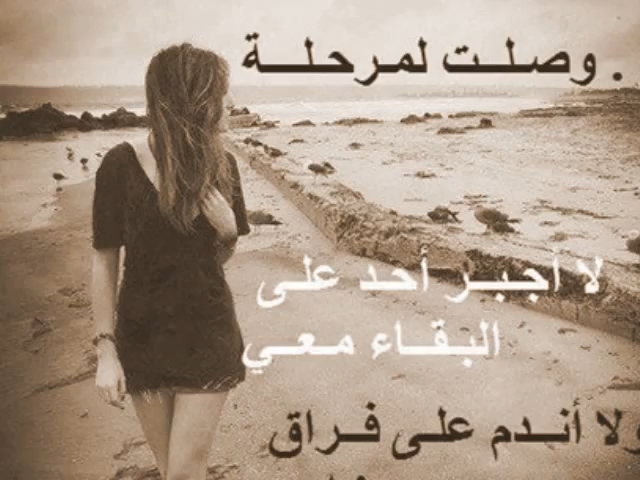 . وصلت لمرحلة
لا أجبر أحد على
البقاء معي
ولا أندم على فراق